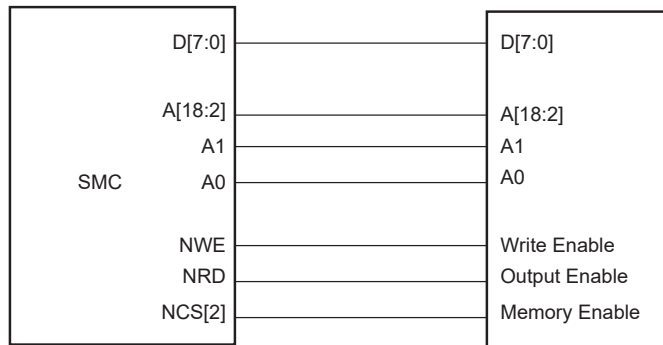 D[7:0] D[7:0]
A[18:2] A[18:2]
A1 A1
SMC A0 A0
NWE Write Enable
NRD Output Enable
NCS[2] Memory Enable